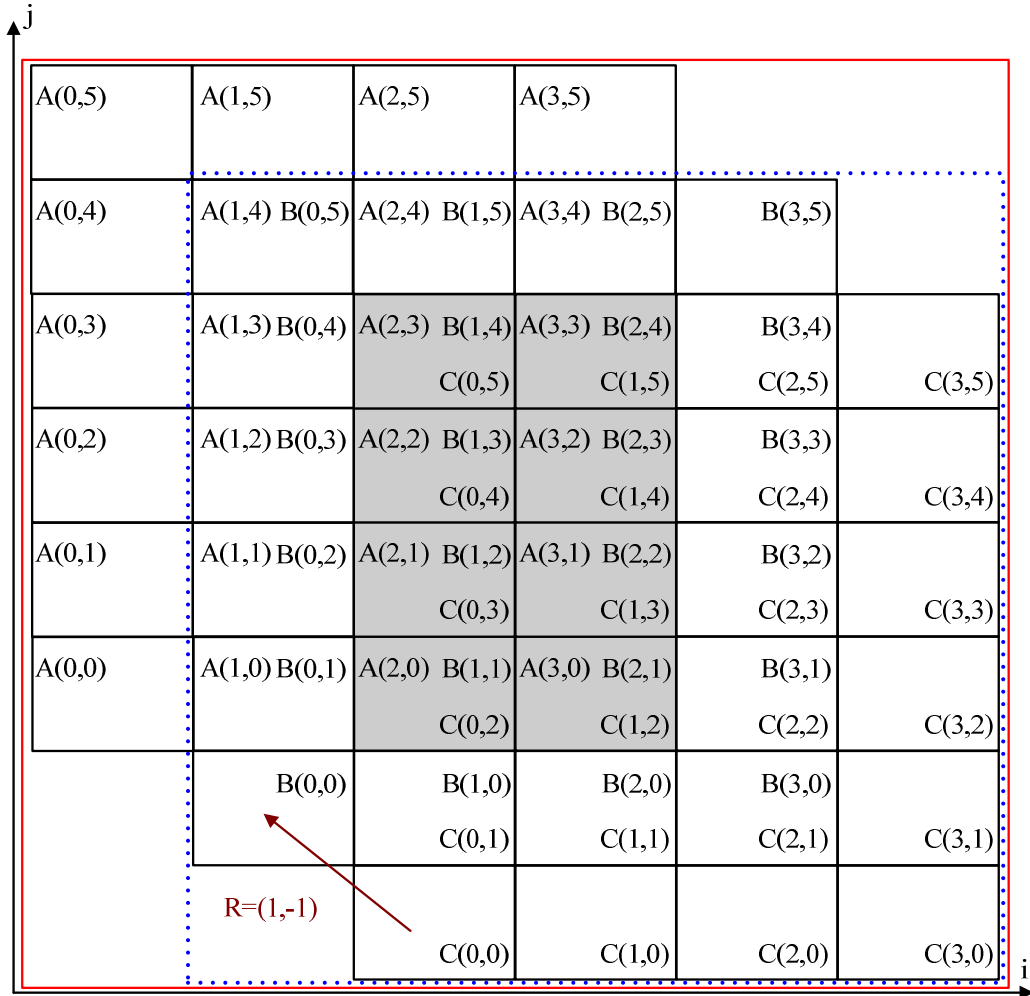 j
A(0,5) A(1,5) A(2,5) A(3,5)
A(0,4) A(1,4) B(0,5) A(2,4) B(1,5) A(3,4) B(2,5) B(3,5)
A(0,3) A(1,3) B(0,4) A(2,3) B(1,4) A(3,3) B(2,4) B(3,4)
C(0,5) C(1,5) C(2,5) C(3,5)
A(0,2) A(1,2) B(0,3) A(2,2) B(1,3) A(3,2) B(2,3) B(3,3)
C(0,4) C(1,4) C(2,4) C(3,4)
A(0,1) A(1,1) B(0,2) A(2,1) B(1,2) A(3,1) B(2,2) B(3,2)
C(0,3) C(1,3) C(2,3) C(3,3)
A(0,0) A(1,0) B(0,1) A(2,0) B(1,1) A(3,0) B(2,1) B(3,1)
C(0,2) C(1,2) C(2,2) C(3,2)
B(0,0) B(1,0) B(2,0) B(3,0)
C(0,1) C(1,1) C(2,1) C(3,1)
R=(1,-1)
C(0,0) C(1,0) C(2,0) C(3,0)
i